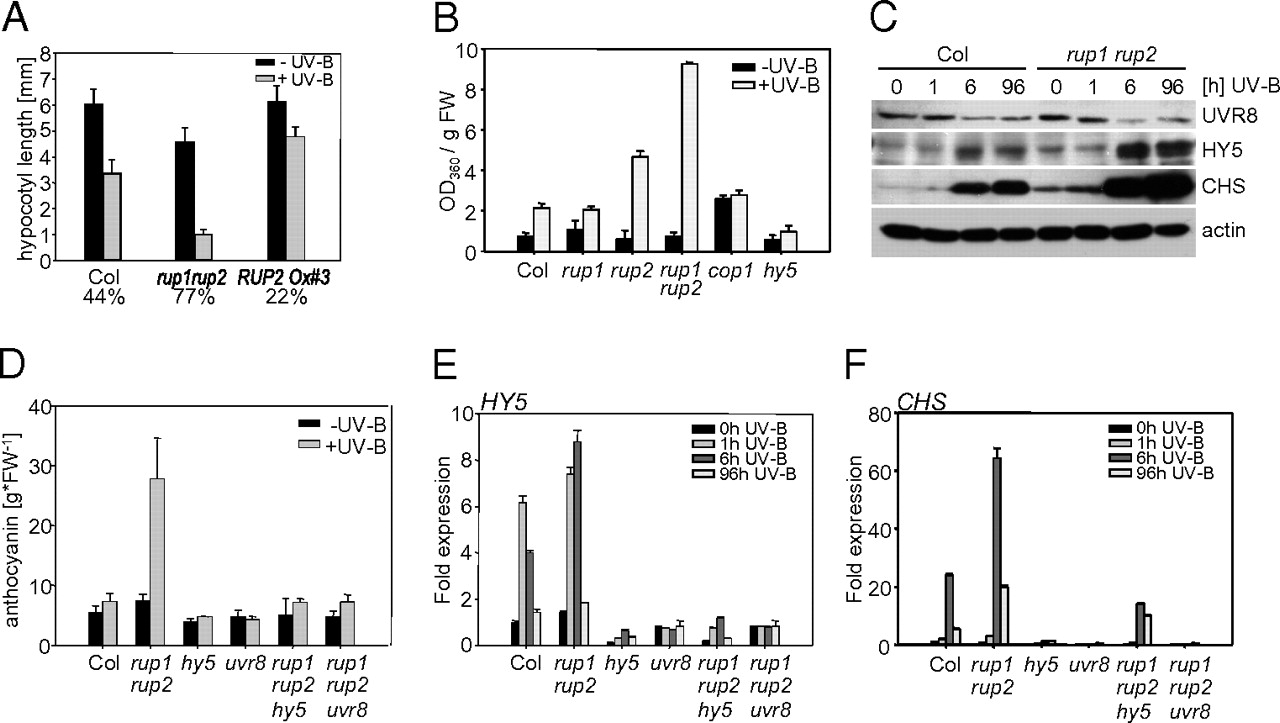 A
hypocotyl length [mm]
8
7
6
5
4
3
2
1
0
- UV-B
+ UV-B
Col rup1rup2 RUP2 Ox#3
44% 77% 22%
B
OD360 / g FW
10
8
6
4
2
0
-UV-B
+UV-B
Col rup1 rup2 rup1 cop1 hy5
rup2
C
Col rup1 rup2
0 1 6 96 0 1 6 96 [h] UV-B
UVR8
HY5
CHS
actin
D
anthocyanin [g*FW-1]
40
30
20
10
0
-UV-B
+UV-B
Col rup1 hy5 uvr8 rup1 rup1
rup2 rup2 rup2
hy5 uvr8
E
HY5
Fold expression
10
8
6
4
2
0
0h UV-B
1h UV-B
6h UV-B
96h UV-B
Col rup1 hy5 uvr8 rup1 rup1
rup2 rup2 rup2
hy5 uvr8
F
CHS
Fold expression
80
60
40
20
0
0h UV-B
1h UV-B
6h UV-B
96h UV-B
Col rup1 hy5 uvr8 rup1 rup1
rup2 rup2 rup2
hy5 uvr8